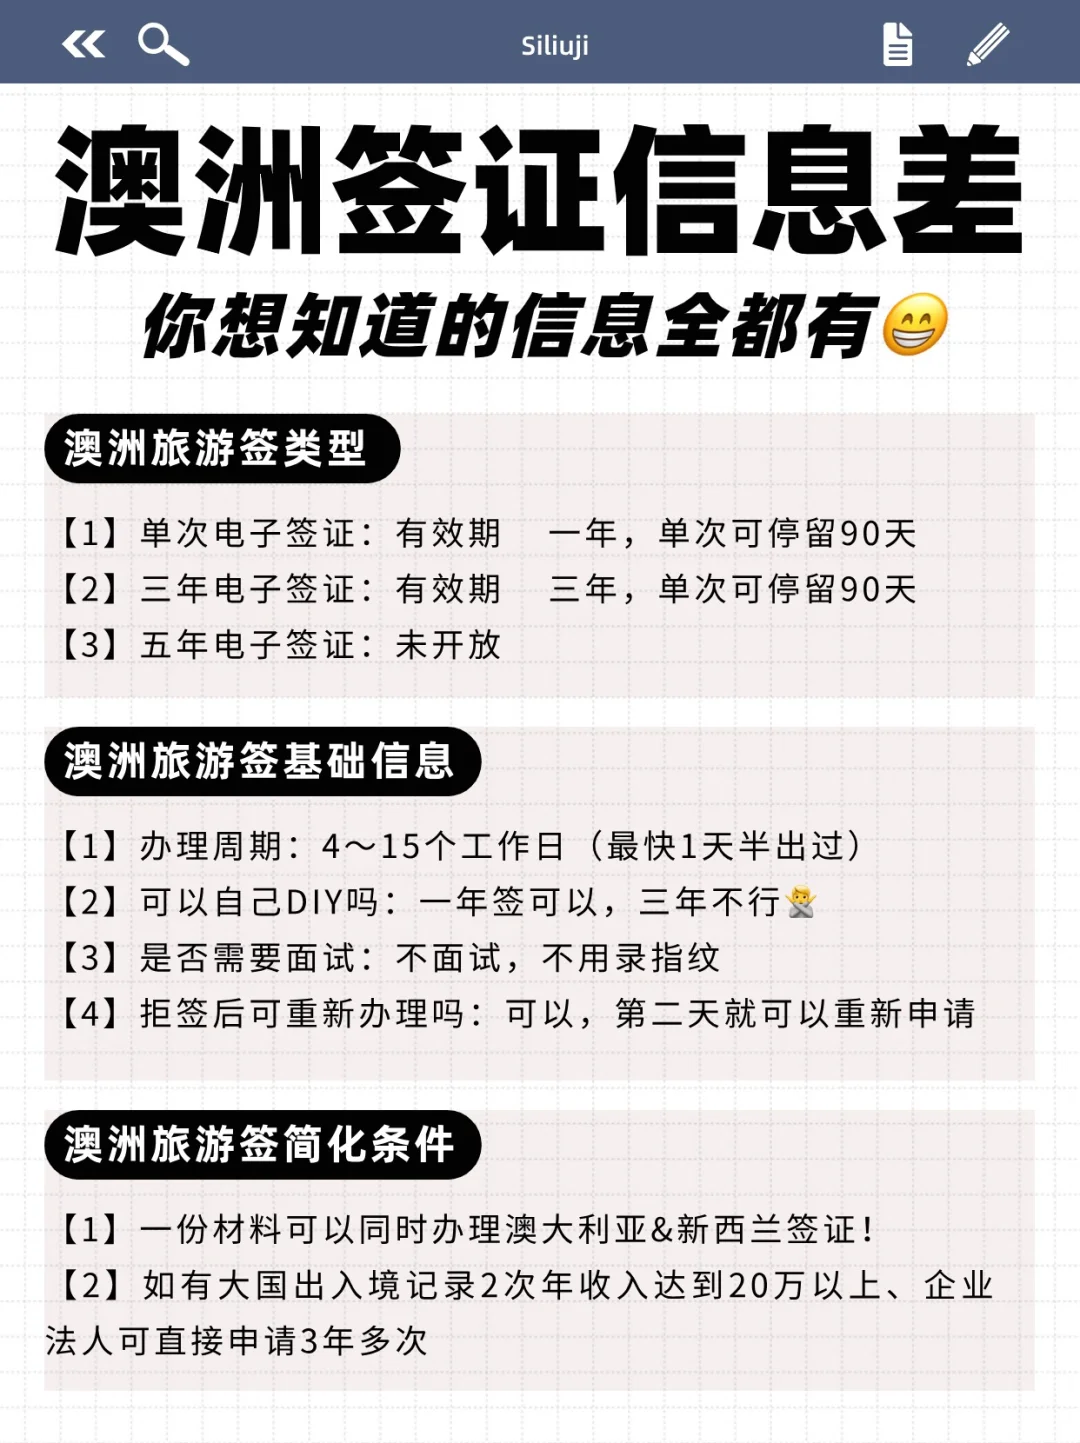 Siliuji
澳洲签证信息差
你想知道的信息全都有😁
澳洲旅游签类型
【1】单次电子签证：有效期 一年，单次可停留90天
【2】三年电子签证：有效期 三年，单次可停留90天
【3】五年电子签证：未开放
澳洲旅游签基础信息
【1】办理周期：4～15个工作日（最快1天半出过）
【2】可以自己DIY吗：一年签可以，三年不行🙅‍♂️
【3】是否需要面试：不面试，不用录指纹
【4】拒签后可重新办理吗：可以，第二天就可以重新申请
澳洲旅游签简化条件
【1】一份材料可以同时办理澳大利亚&新西兰签证！
【2】如有大国出入境记录2次年收入达到20万以上、企业
法人可直接申请3年多次